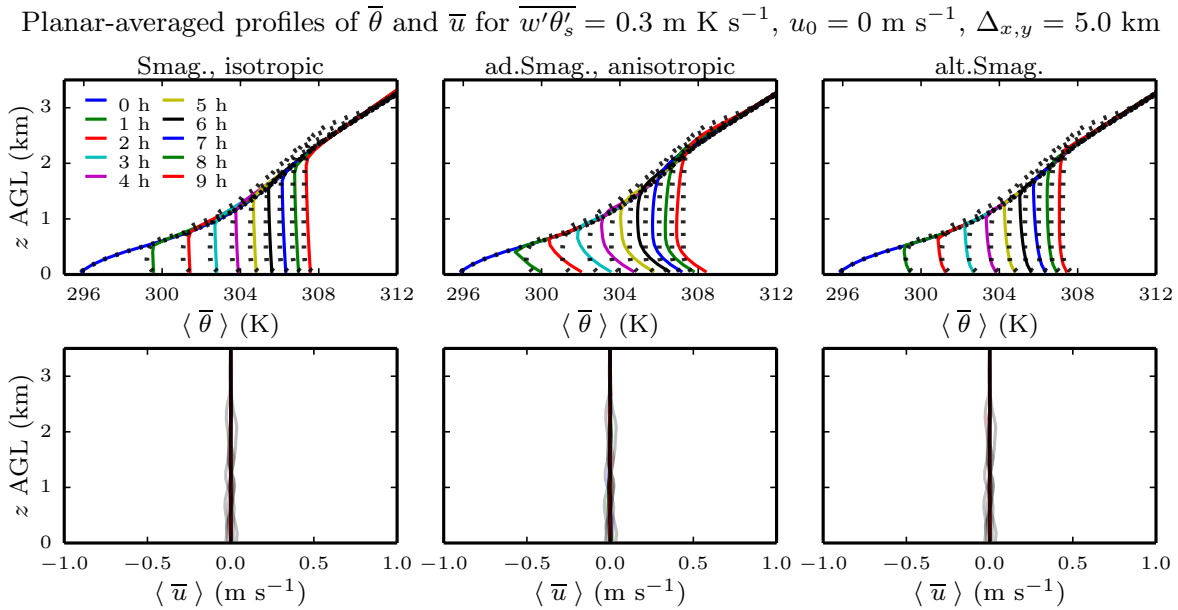 Planar-averaged profiles of θ̅ and u̅ for w′θ′ₛ̅ = 0.3 m K s⁻¹, u₀ = 0 m s⁻¹, Δₓ,ᵧ = 5.0 km
Smag., isotropic ad.Smag., anisotropic alt.Smag.
3
2
1
0
z AGL (km)
0 h 5 h
1 h 6 h
2 h 7 h
3 h 8 h
4 h 9 h
296 300 304 308 312 296 300 304 308 312 296 300 304 308 312
⟨ θ̅ ⟩ (K) ⟨ θ̅ ⟩ (K) ⟨ θ̅ ⟩ (K)
3
2
1
0
z AGL (km)
−1.0 −0.5 0.0 0.5 1.0 −1.0 −0.5 0.0 0.5 1.0 −1.0 −0.5 0.0 0.5 1.0
⟨ u̅ ⟩ (m s⁻¹) ⟨ u̅ ⟩ (m s⁻¹) ⟨ u̅ ⟩ (m s⁻¹)